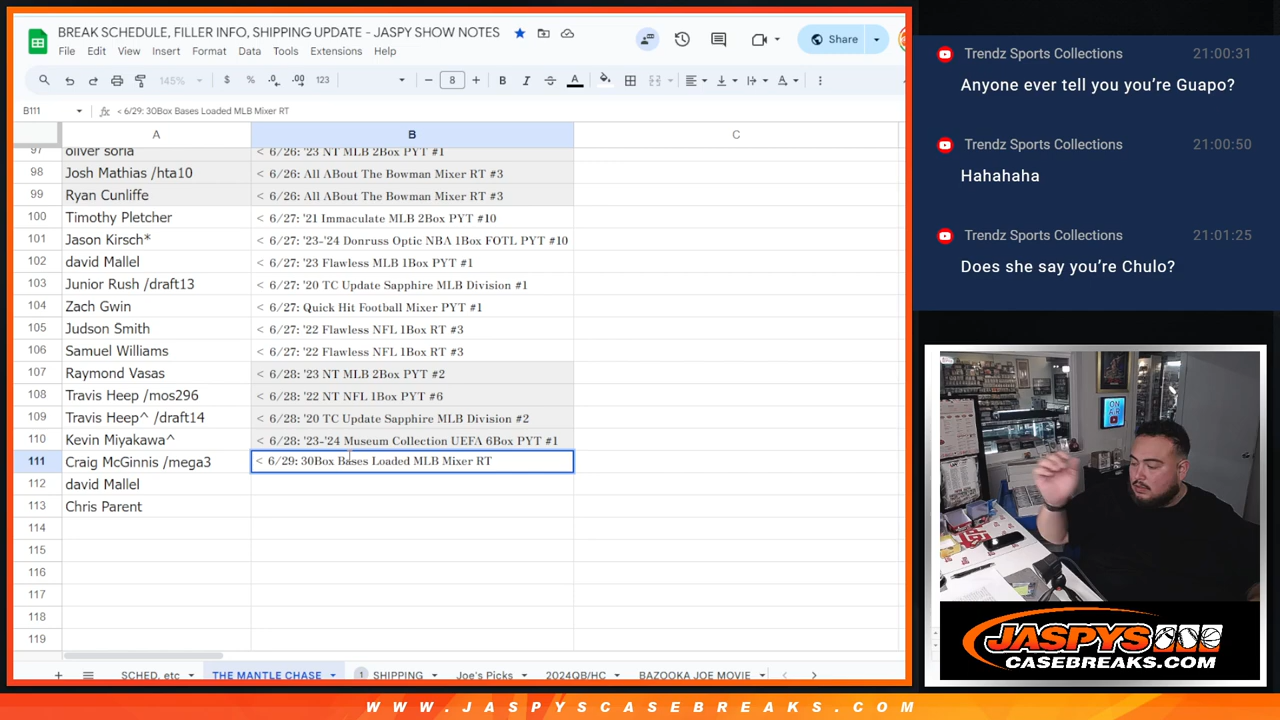 BREAK SCHEDULE, FILLER INFO, SHIPPING UPDATE - JASPY SHOW NOTES
File Edit View Insert Format Data Tools Extensions Help
Share
145% $ % .0 .00 123 8 B I S A
B111 fx < 6/29: 30Box Bases Loaded MLB Mixer RT
A B C
97 oliver soria < 6/26: '23 NT MLB 2Box PYT #1
98 Josh Mathias /hta10 < 6/26: All ABout The Bowman Mixer RT #3
99 Ryan Cunliffe < 6/26: All ABout The Bowman Mixer RT #3
100 Timothy Pletcher < 6/27: '21 Immaculate MLB 2Box PYT #10
101 Jason Kirsch* < 6/27: '23-'24 Donruss Optic NBA 1Box FOTL PYT #10
102 david Mallel < 6/27: '23 Flawless MLB 1Box PYT #1
103 Junior Rush /draft13 < 6/27: '20 TC Update Sapphire MLB Division #1
104 Zach Gwin < 6/27: Quick Hit Football Mixer PYT #1
105 Judson Smith < 6/27: '22 Flawless NFL 1Box RT #3
106 Samuel Williams < 6/27: '22 Flawless NFL 1Box RT #3
107 Raymond Vasas < 6/28: '23 NT MLB 2Box PYT #2
108 Travis Heep /mos296 < 6/28: '22 NT NFL 1Box PYT #6
109 Travis Heep^ /draft14 < 6/28: '20 TC Update Sapphire MLB Division #2
110 Kevin Miyakawa^ < 6/28: '23-'24 Museum Collection UEFA 6Box PYT #1
111 Craig McGinnis /mega3 < 6/29: 30Box Bases Loaded MLB Mixer RT
112 david Mallel
113 Chris Parent
114
115
116
117
118
119
SCHED, etc THE MANTLE CHASE 1 SHIPPING Joe's Picks 2024QB/HC BAZOOKA JOE MOVIE
Trendz Sports Collections 21:00:31
Anyone ever tell you you're Guapo?
Trendz Sports Collections 21:00:50
Hahahaha
Trendz Sports Collections 21:01:25
Does she say you're Chulo?
ON AIR
JASPYS
CASEBREAKS.COM
WWW.JASPYSCASEBREAKS.COM